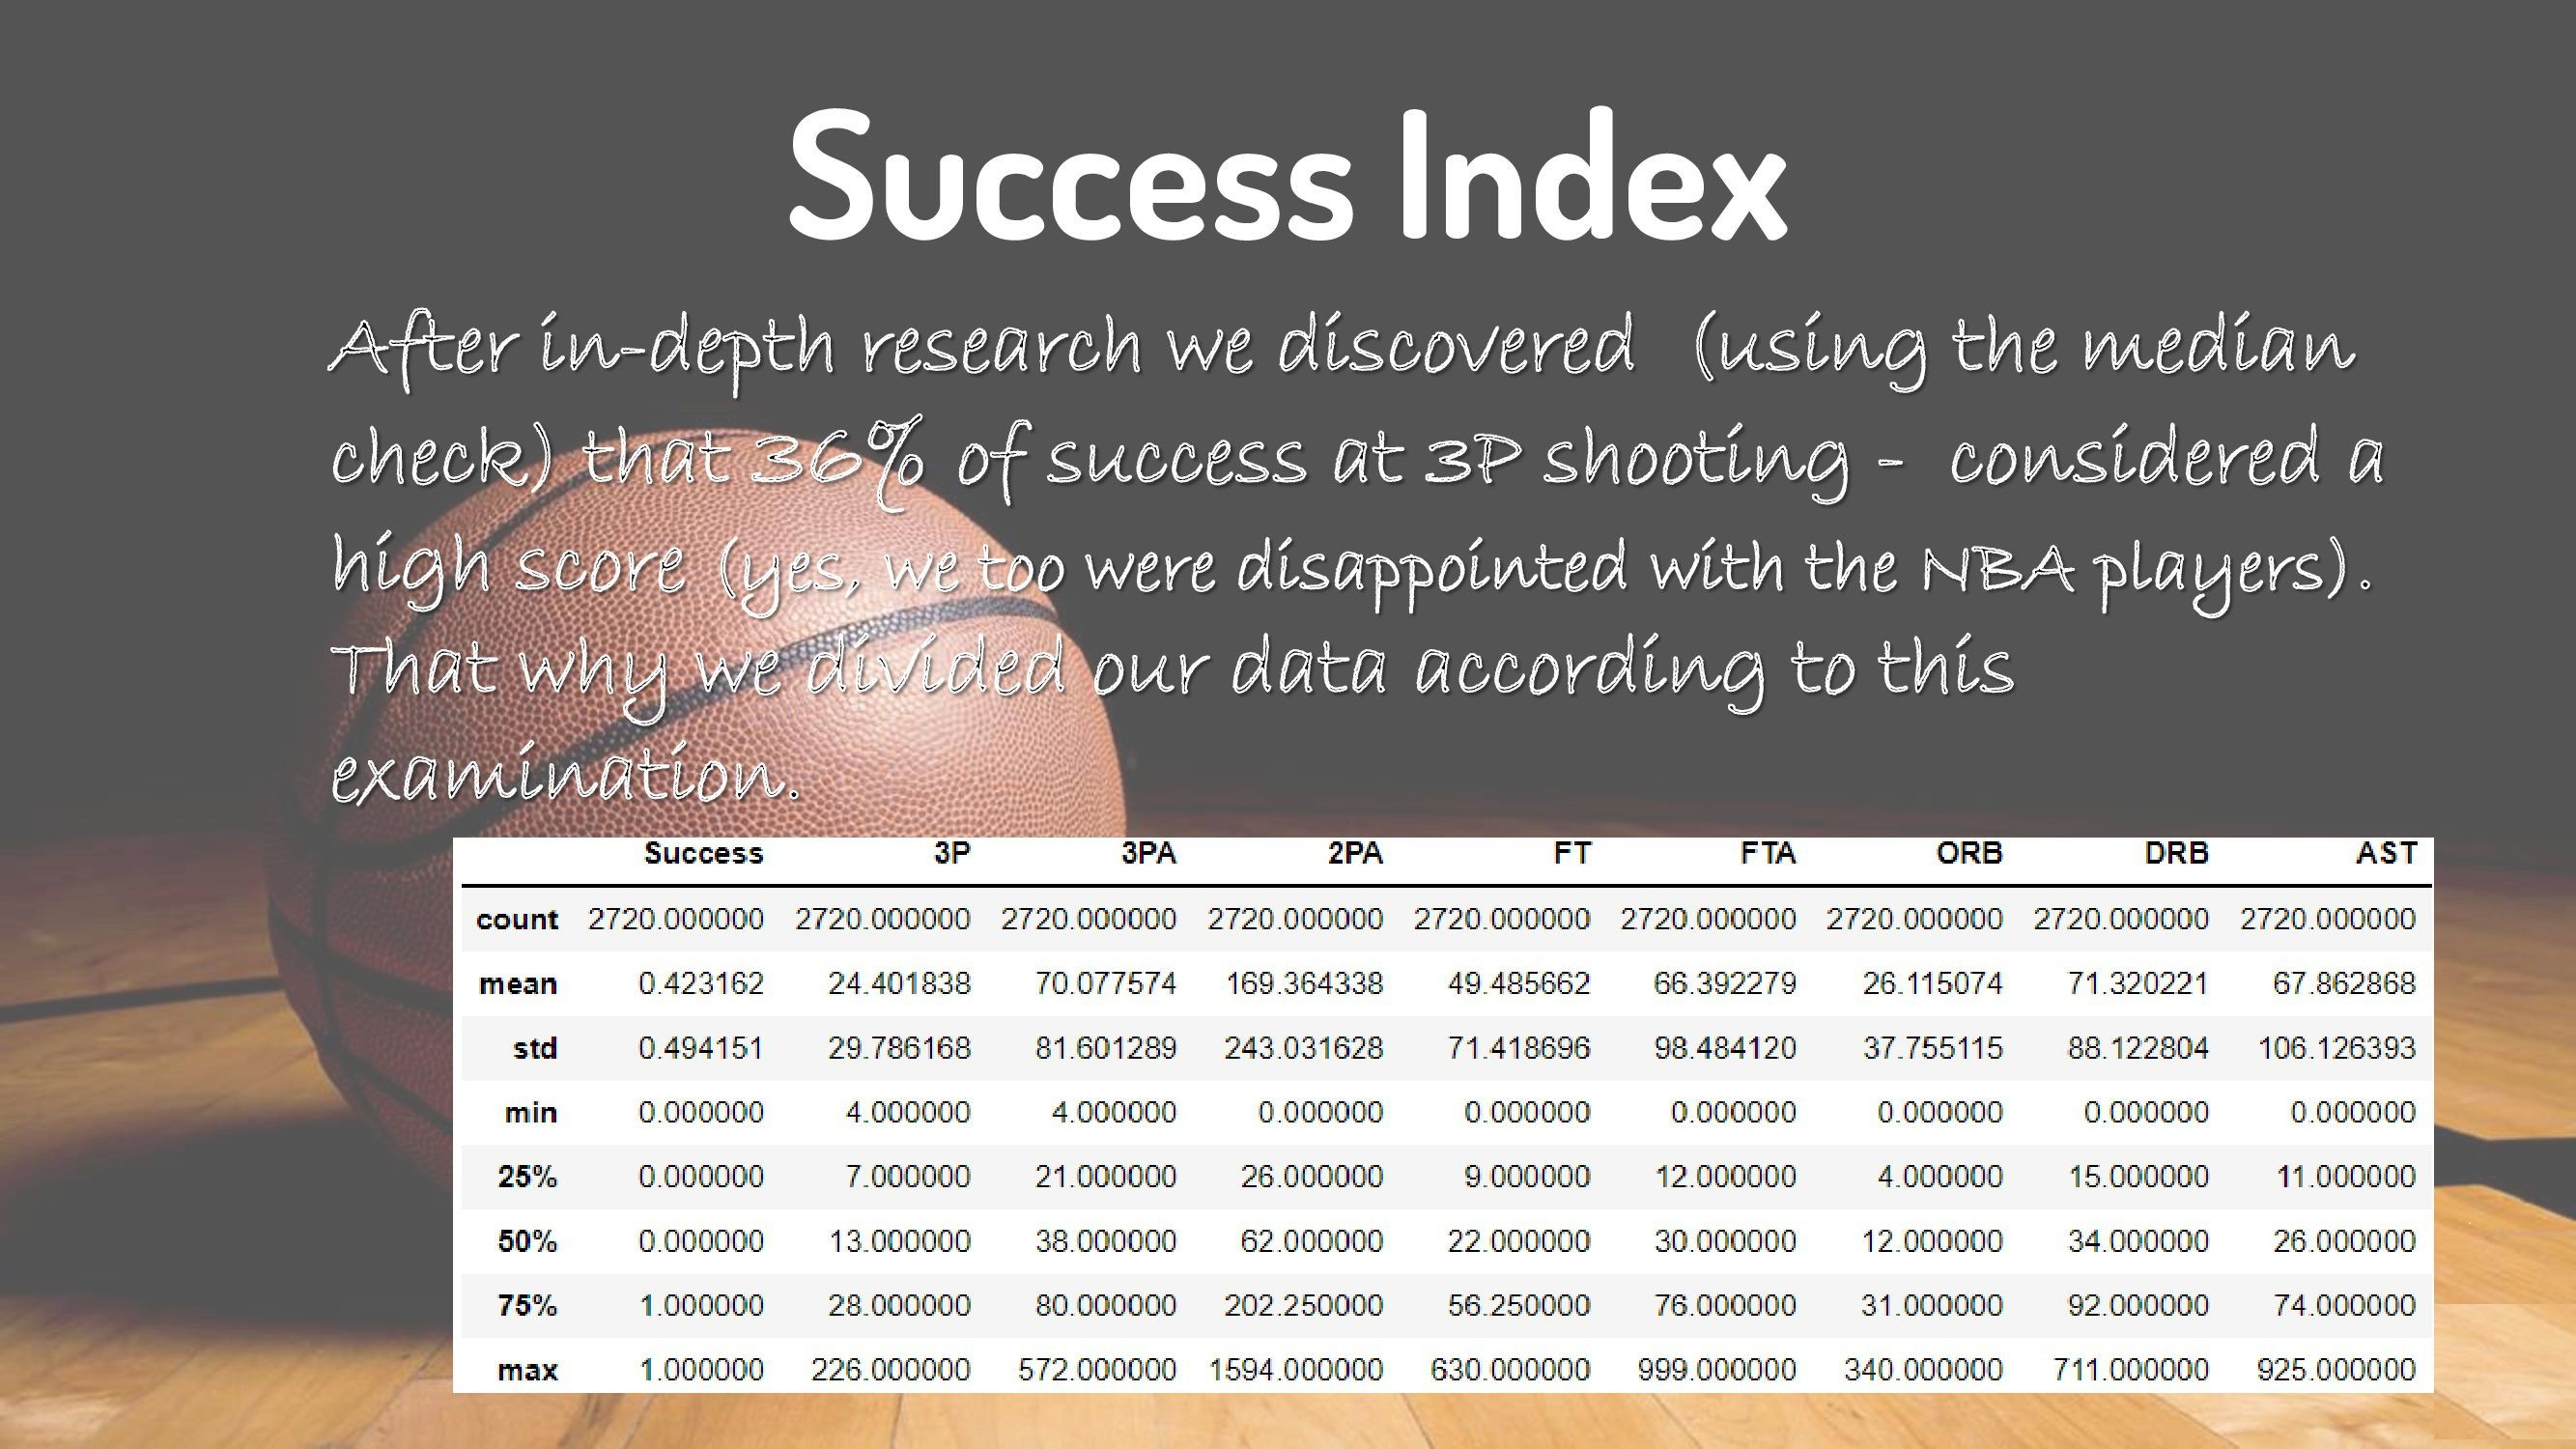 Success Index
After in-depth research we discovered (using the median
check) that 36% of success at 3P shooting - considered a
high score (yes, we too were disappointed with the NBA players).
That why we divided our data according to this
examination.
Success 3P 3PA 2PA FT FTA ORB DRB AST
count 2720.000000 2720.000000 2720.000000 2720.000000 2720.000000 2720.000000 2720.000000 2720.000000 2720.000000
mean 0.423162 24.401838 70.077574 169.364338 49.485662 66.392279 26.115074 71.320221 67.862868
std 0.494151 29.786168 81.601289 243.031628 71.418696 98.484120 37.755115 88.122804 106.126393
min 0.000000 4.000000 4.000000 0.000000 0.000000 0.000000 0.000000 0.000000 0.000000
25% 0.000000 7.000000 21.000000 26.000000 9.000000 12.000000 4.000000 15.000000 11.000000
50% 0.000000 13.000000 38.000000 62.000000 22.000000 30.000000 12.000000 34.000000 26.000000
75% 1.000000 28.000000 80.000000 202.250000 56.250000 76.000000 31.000000 92.000000 74.000000
max 1.000000 226.000000 572.000000 1594.000000 630.000000 999.000000 340.000000 711.000000 925.000000